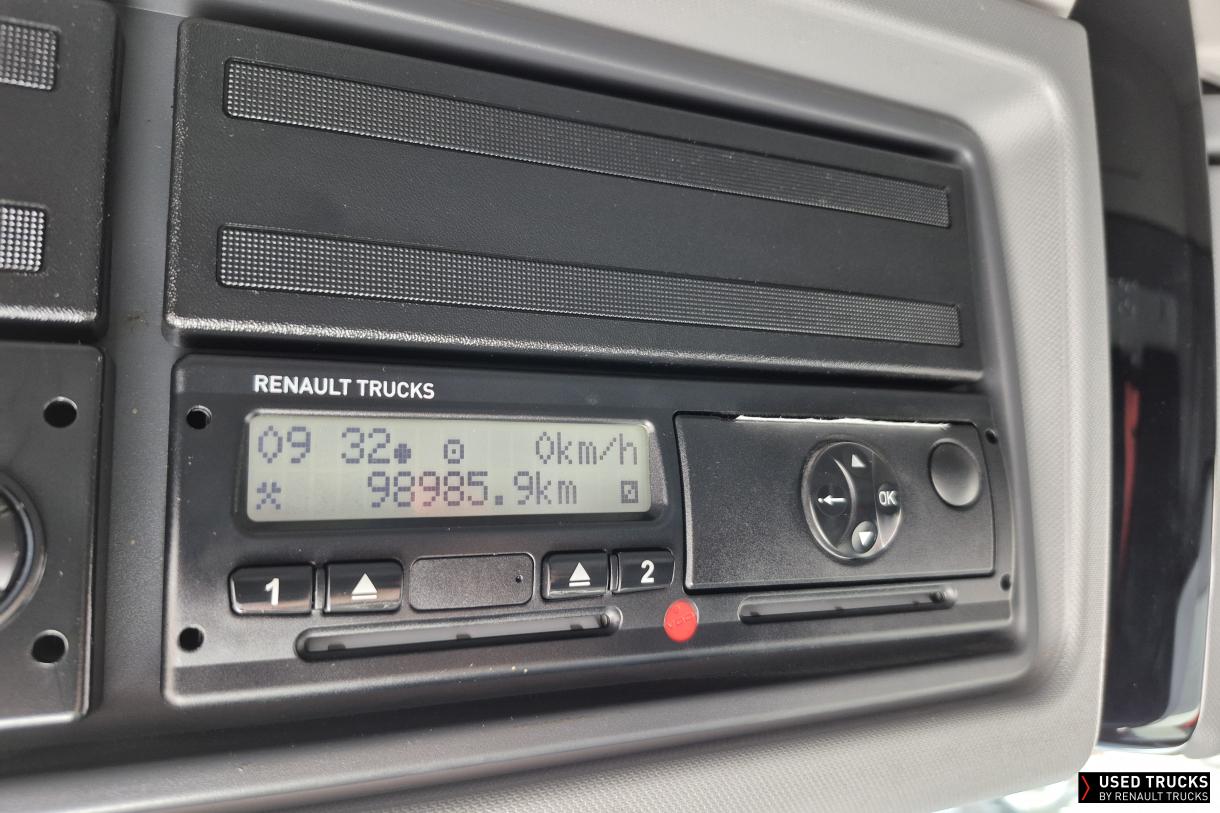 RENAULT TRUCKS
09 32 0km/h
98985.9km
1 2
OK
USED TRUCKS
BY RENAULT TRUCKS